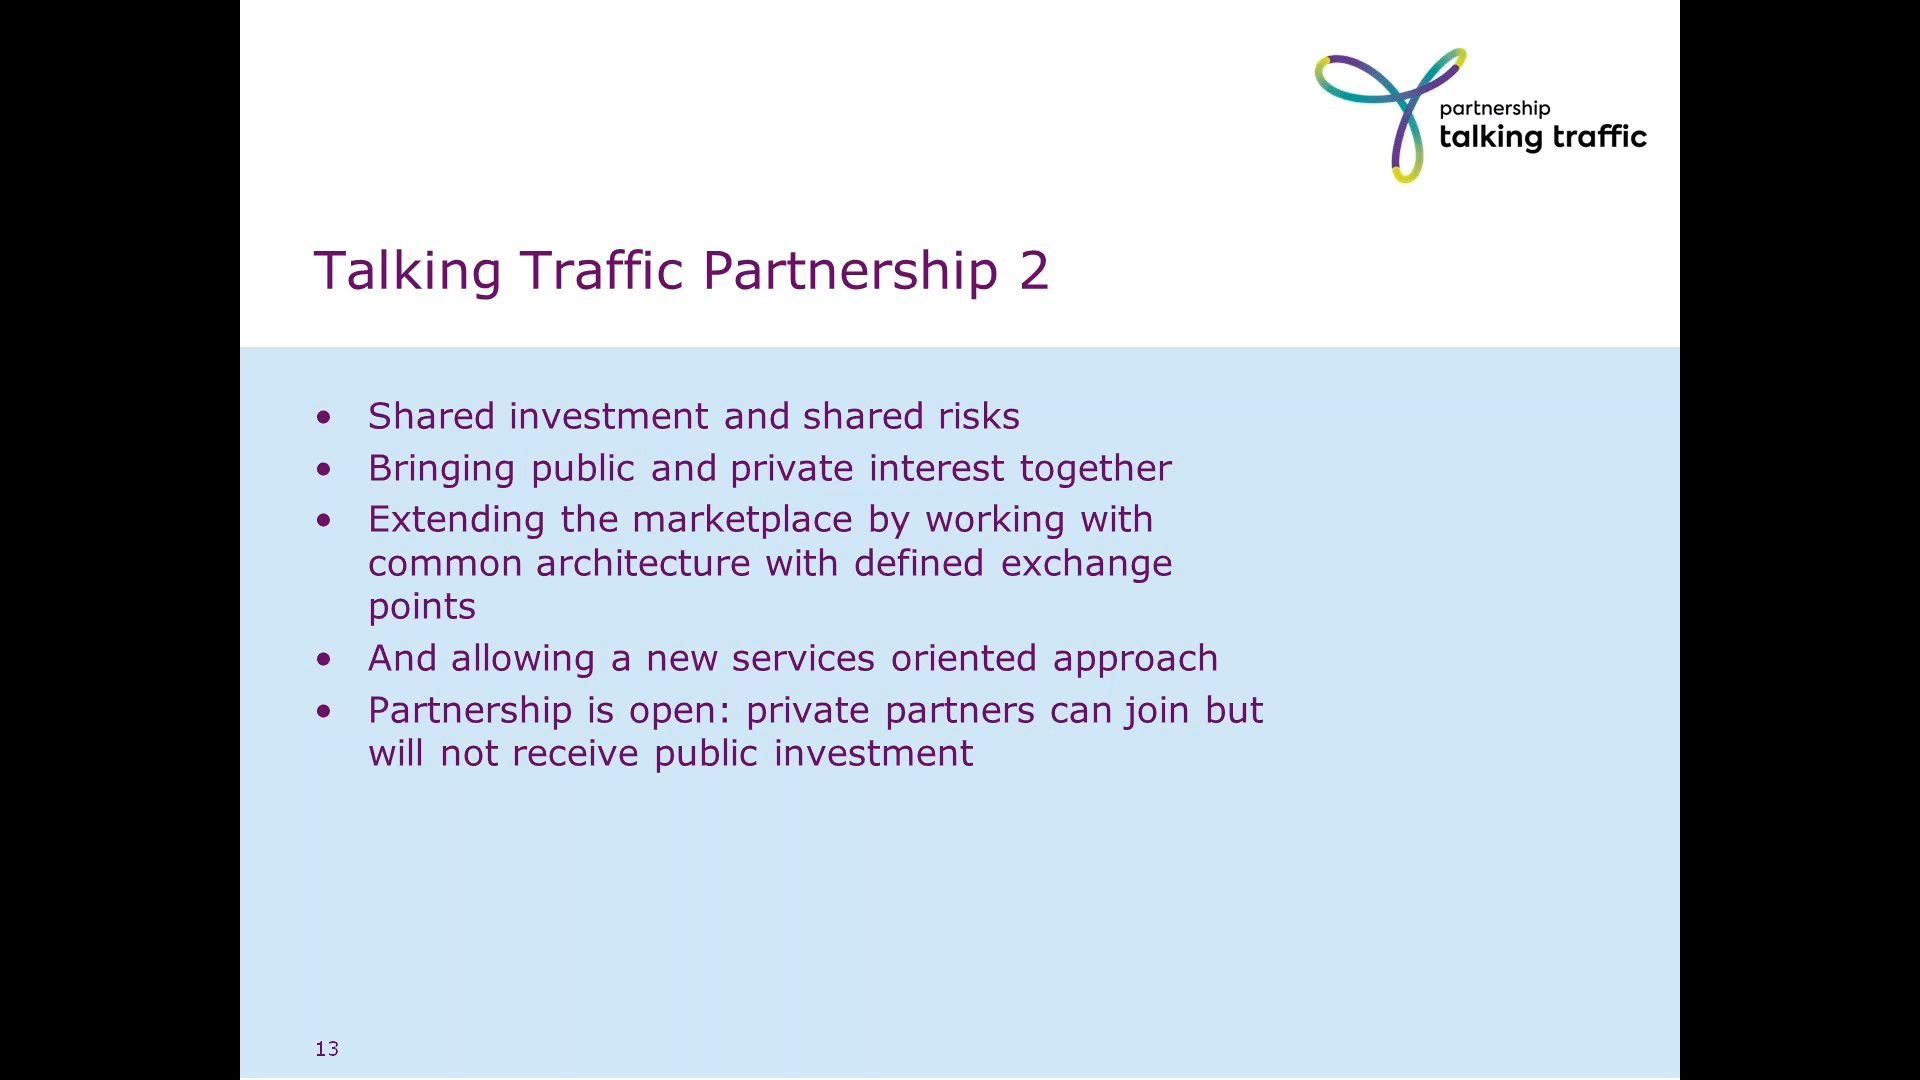 partnership
talking traffic
Talking Traffic Partnership 2
• Shared investment and shared risks
• Bringing public and private interest together
• Extending the marketplace by working with
common architecture with defined exchange
points
• And allowing a new services oriented approach
• Partnership is open: private partners can join but
will not receive public investment
13